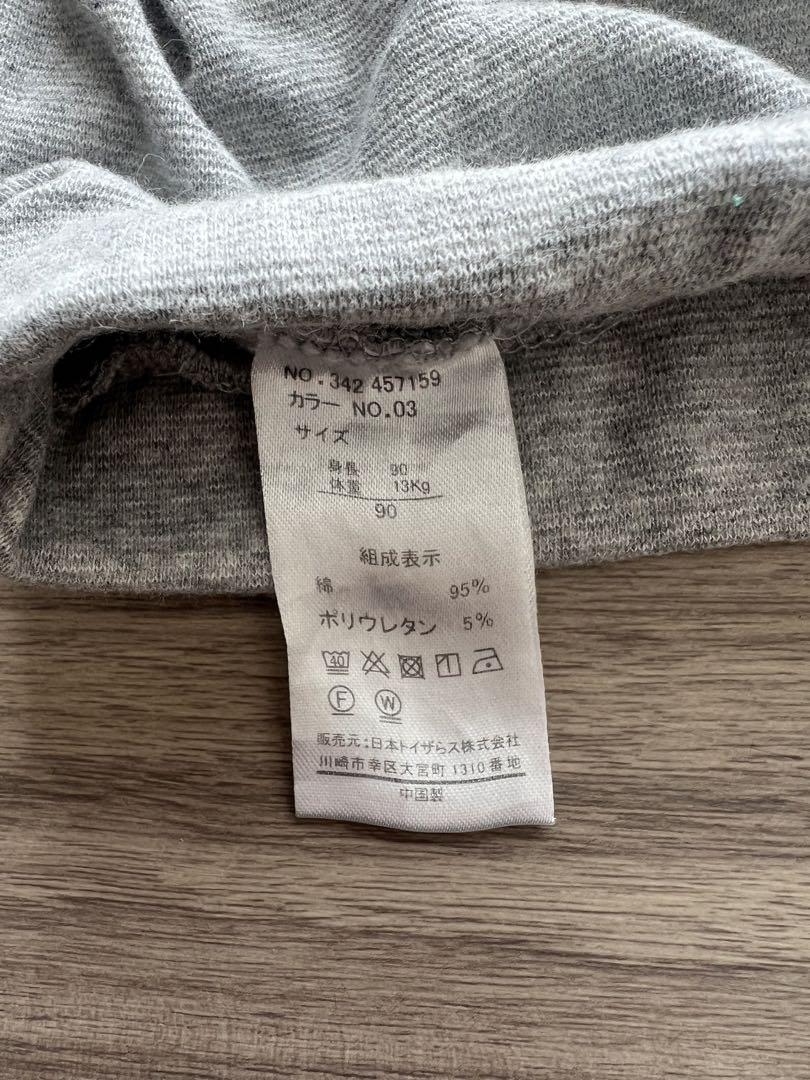 NO.342 457159
カラー NO.03
サイズ
身長 90
体重 13Kg
90
組成表示
綿 95%
ポリウレタン 5%
40
F W
販売元:日本トイザらス株式会社
川崎市幸区大宮町1310番地
中国製